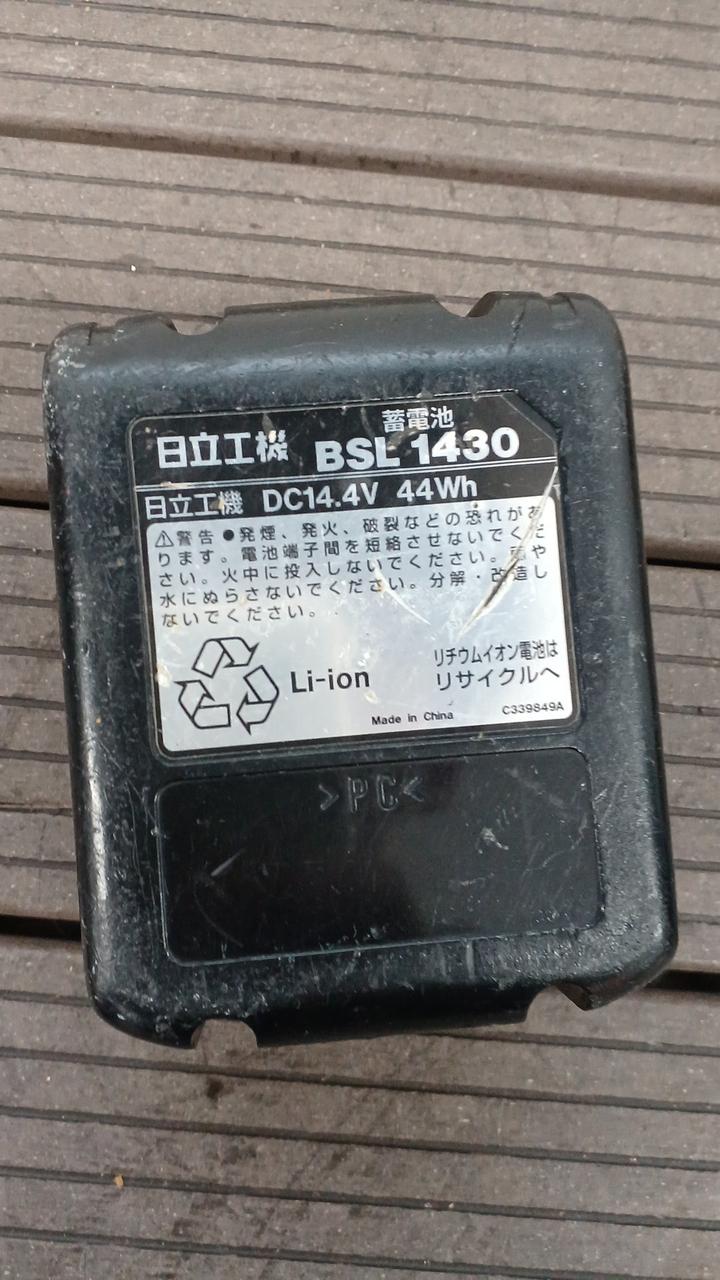 蓄電池
日立工機 BSL 1430
日立工機 DC14.4V 44Wh
⚠警告 ●発煙、発火、破裂などの恐れがあ
ります。電池端子間を短絡させないでくだ
さい。火中に投入しないでください。雨や
水にぬらさないでください。分解・改造し
ないでください。
Li-ion
リチウムイオン電池は
リサイクルへ
Made in China
C339849A
>PC<